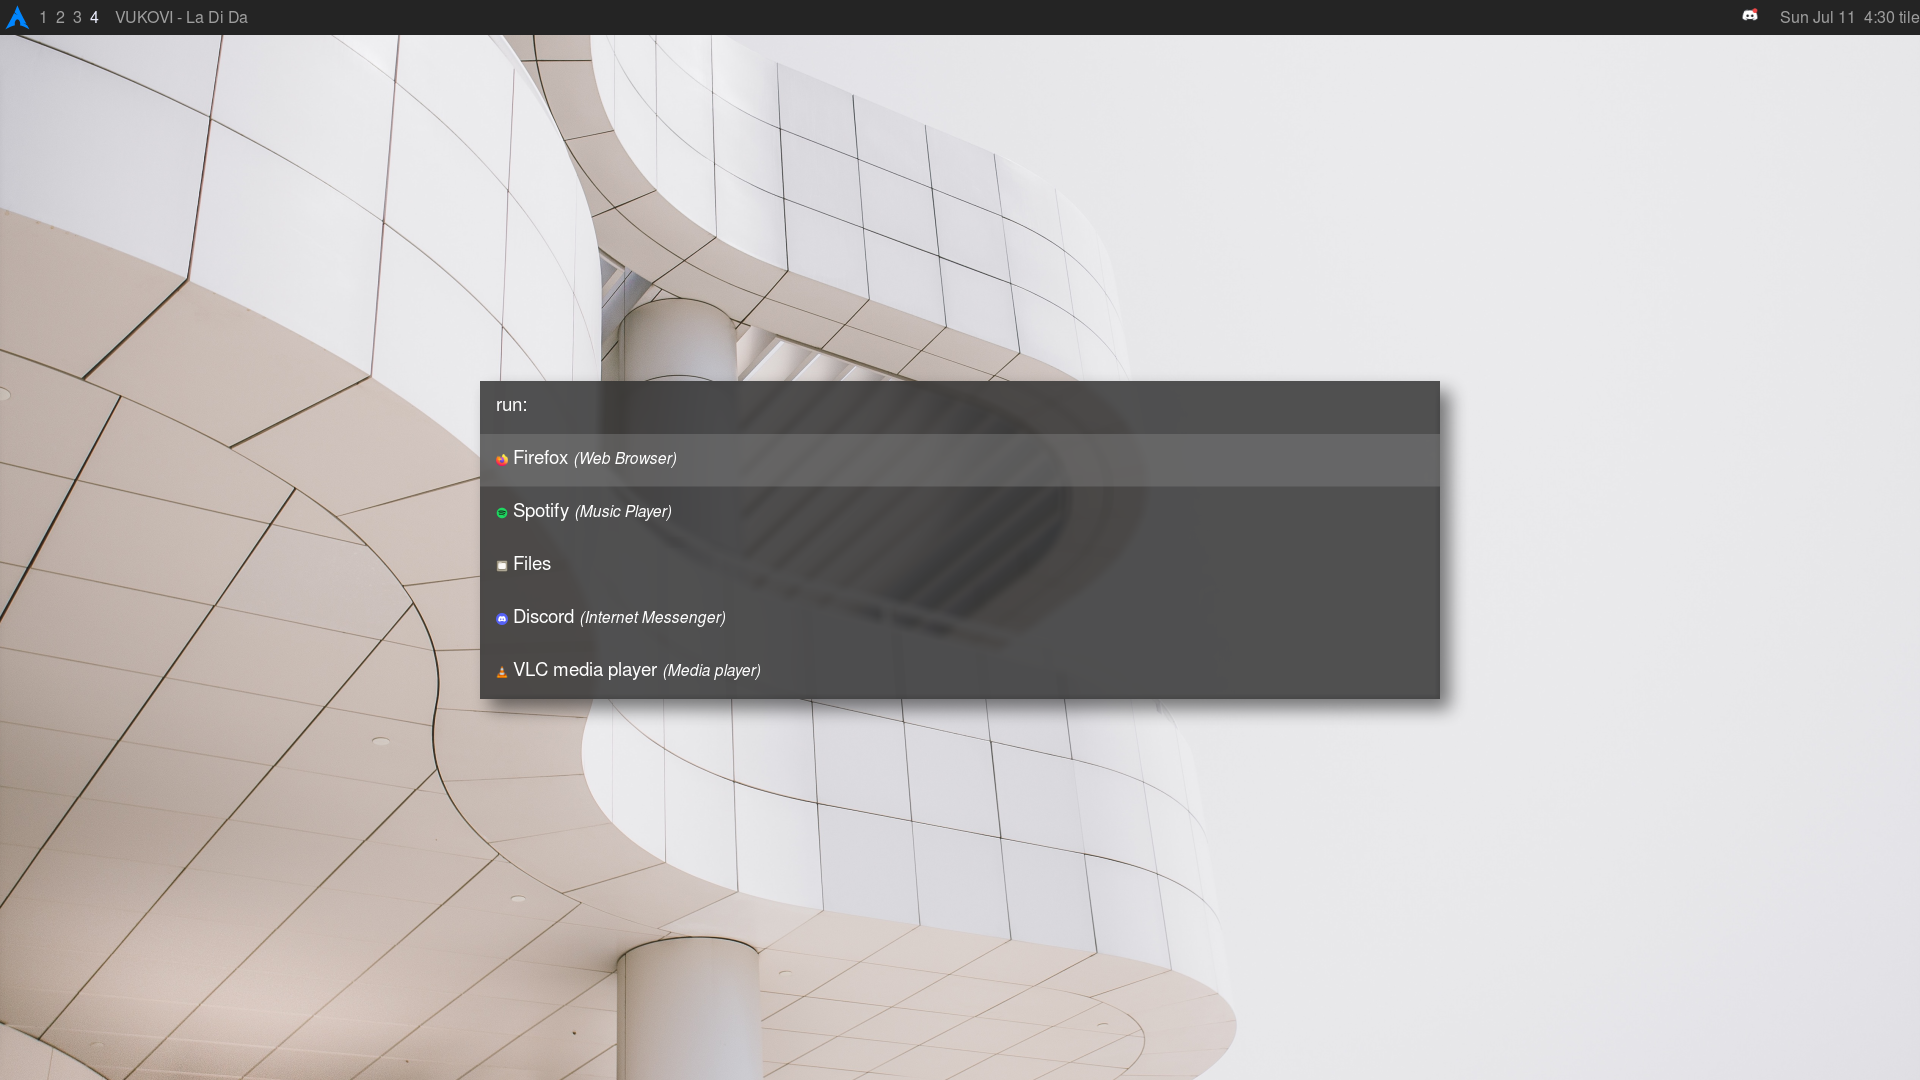 1 2 3 4 VUKOVI - La Di Da Sun Jul 11 4:30 tile
run:
Firefox (Web Browser)
Spotify (Music Player)
Files
Discord (Internet Messenger)
VLC media player (Media player)